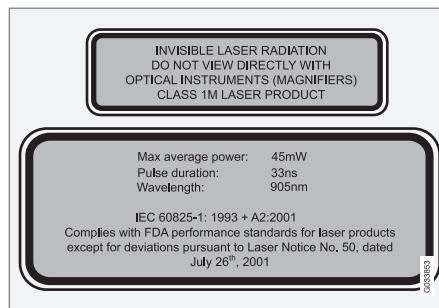 INVISIBLE LASER RADIATION
DO NOT VIEW DIRECTLY WITH
OPTICAL INSTRUMENTS (MAGNIFIERS)
CLASS 1M LASER PRODUCT
Max average power: 45mW
Pulse duration: 33ns
Wavelength: 905nm
IEC 60825-1: 1993 + A2:2001
Complies with FDA performance standards for laser products
except for deviations pursuant to Laser Notice No. 50, dated
July 26th, 2001
G033853